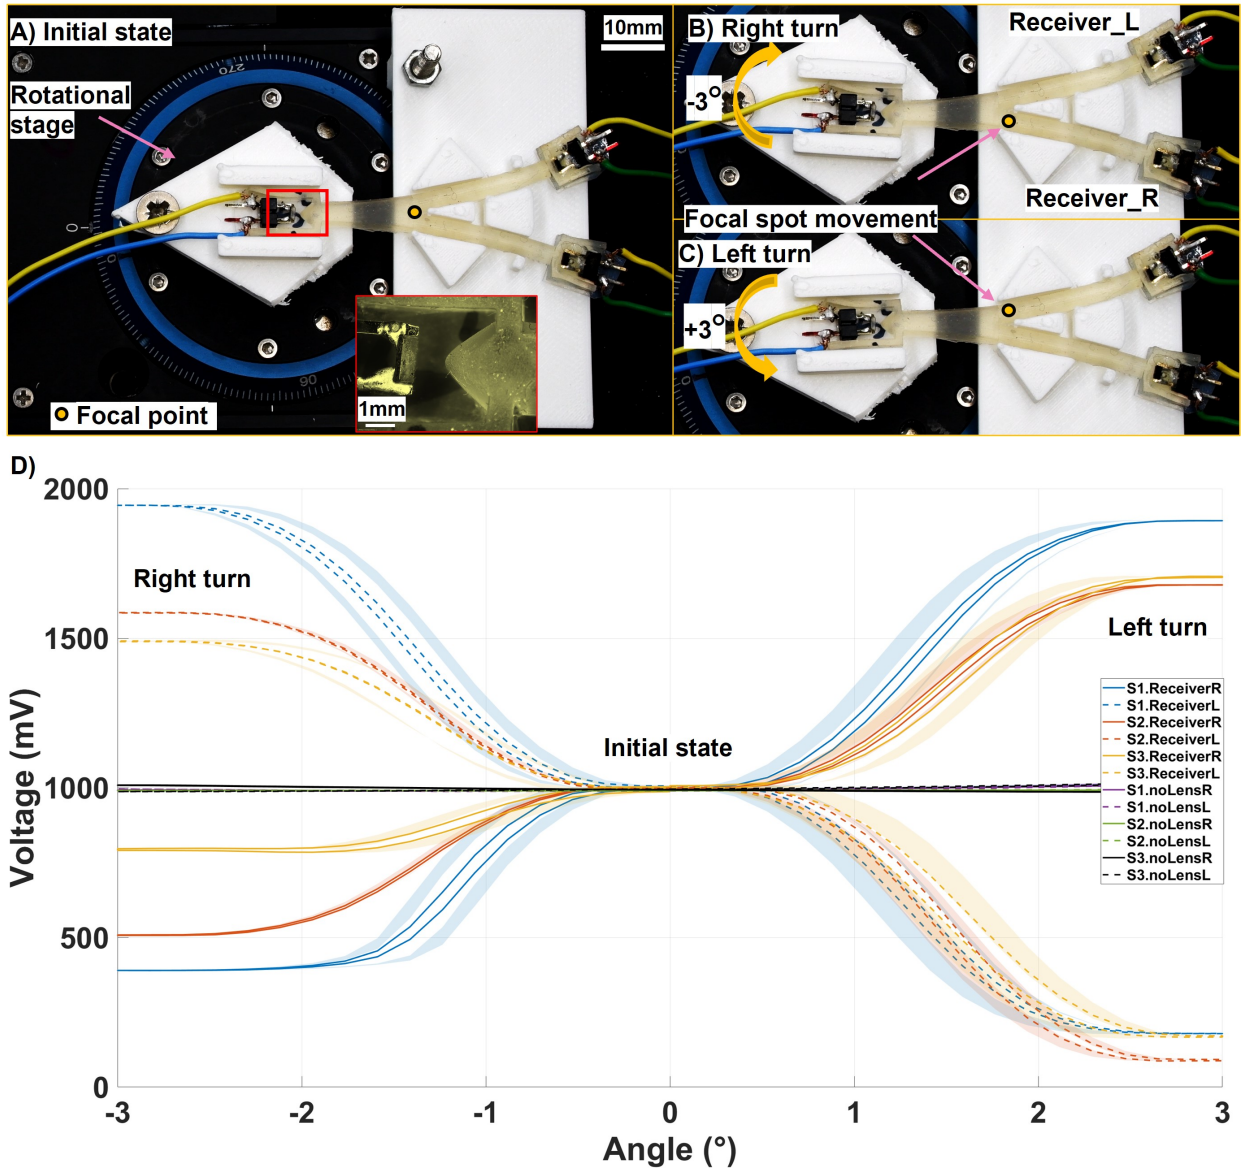 A) Initial state
10mm
Rotational
stage
270
0
90
1mm
Focal point
B) Right turn
Receiver_L
-3°
Receiver_R
Focal spot movement
C) Left turn
+3°
D)
2000
1500
1000
500
0
Voltage (mV)
Right turn
Initial state
Left turn
S1.ReceiverR
S1.ReceiverL
S2.ReceiverR
S2.ReceiverL
S3.ReceiverR
S3.ReceiverL
S1.noLensR
S1.noLensL
S2.noLensR
S2.noLensL
S3.noLensR
S3.noLensL
-3
-2
-1
0
1
2
3
Angle (°)